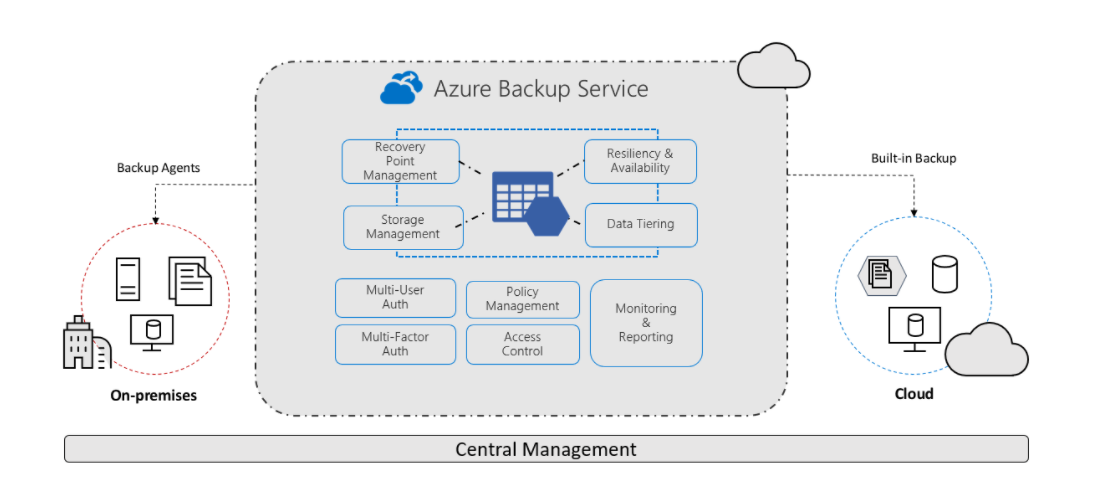 Azure Backup Service
Backup Agents
Built-in Backup
Recovery
Point
Management
Resiliency &
Availability
Storage
Management
Data Tiering
Multi-User
Auth
Policy
Management
Monitoring
&
Reporting
Multi-Factor
Auth
Access
Control
On-premises
Cloud
Central Management